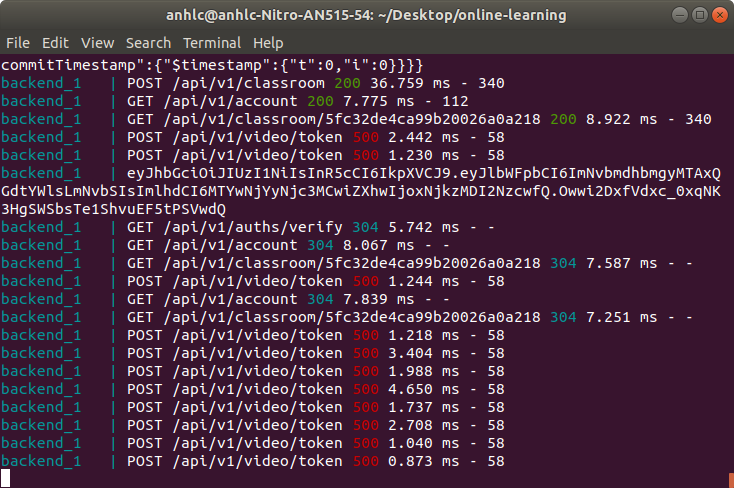 anhlc@anhlc-Nitro-AN515-54: ~/Desktop/online-learning
File Edit View Search Terminal Help
commitTimestamp":{"$timestamp":{"t":0,"i":0}}}}
backend_1 | POST /api/v1/classroom 200 36.759 ms - 340
backend_1 | GET /api/v1/account 200 7.775 ms - 112
backend_1 | GET /api/v1/classroom/5fc32de4ca99b20026a0a218 200 8.922 ms - 340
backend_1 | POST /api/v1/video/token 500 2.442 ms - 58
backend_1 | POST /api/v1/video/token 500 1.230 ms - 58
backend_1 | eyJhbGciOiJIUzI1NiIsInR5cCI6IkpXVCJ9.eyJlbWFpbCI6ImNvbmdhbmgyMTAxQ
GdtYWlsLmNvbSIsImlhdCI6MTYwNjYyNjc3MCwiZXhwIjoxNjkzMDI2NzcwfQ.Owwi2DxfVdxc_0xqNK
3HgSWSbsTe1ShvuEF5tPSVwdQ
backend_1 | GET /api/v1/auths/verify 304 5.742 ms - -
backend_1 | GET /api/v1/account 304 8.067 ms - -
backend_1 | GET /api/v1/classroom/5fc32de4ca99b20026a0a218 304 7.587 ms - -
backend_1 | POST /api/v1/video/token 500 1.244 ms - 58
backend_1 | GET /api/v1/account 304 7.839 ms - -
backend_1 | GET /api/v1/classroom/5fc32de4ca99b20026a0a218 304 7.251 ms - -
backend_1 | POST /api/v1/video/token 500 1.218 ms - 58
backend_1 | POST /api/v1/video/token 500 3.404 ms - 58
backend_1 | POST /api/v1/video/token 500 1.988 ms - 58
backend_1 | POST /api/v1/video/token 500 4.650 ms - 58
backend_1 | POST /api/v1/video/token 500 1.737 ms - 58
backend_1 | POST /api/v1/video/token 500 2.708 ms - 58
backend_1 | POST /api/v1/video/token 500 1.040 ms - 58
backend_1 | POST /api/v1/video/token 500 0.873 ms - 58